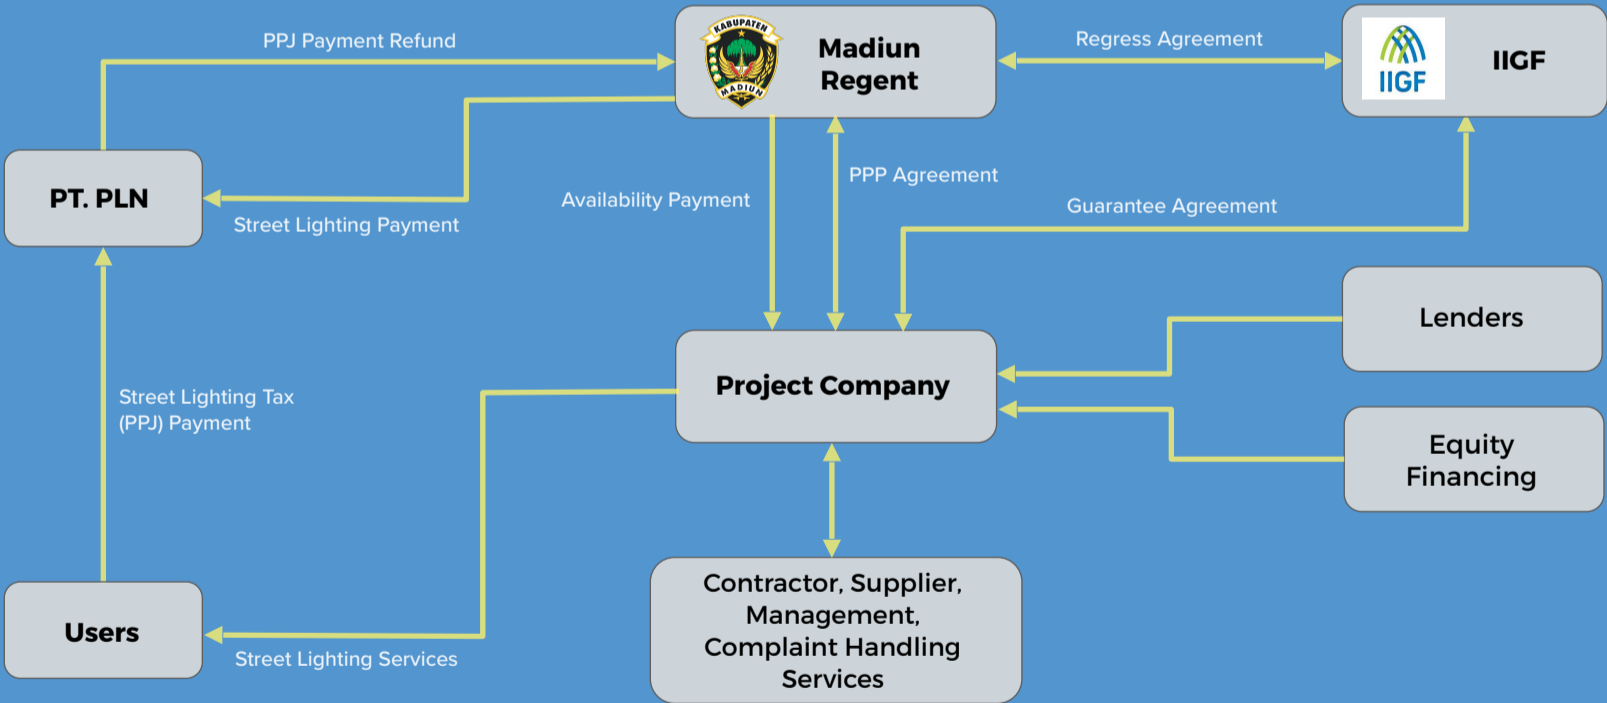 PPJ Payment Refund
KABUPATEN
MADIUN
Madiun
Regent
Regress Agreement
IIGF
IIGF
PT. PLN
Street Lighting Payment
Availability Payment
PPP Agreement
Guarantee Agreement
Lenders
Project Company
Street Lighting Tax
(PPJ) Payment
Equity
Financing
Users
Street Lighting Services
Contractor, Supplier,
Management,
Complaint Handling
Services